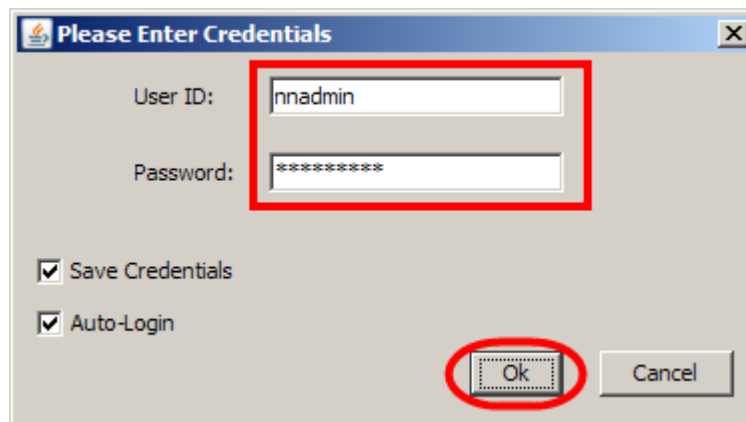 Please Enter Credentials
User ID: nnadmin
Password: *********
Save Credentials
Auto-Login
Ok Cancel